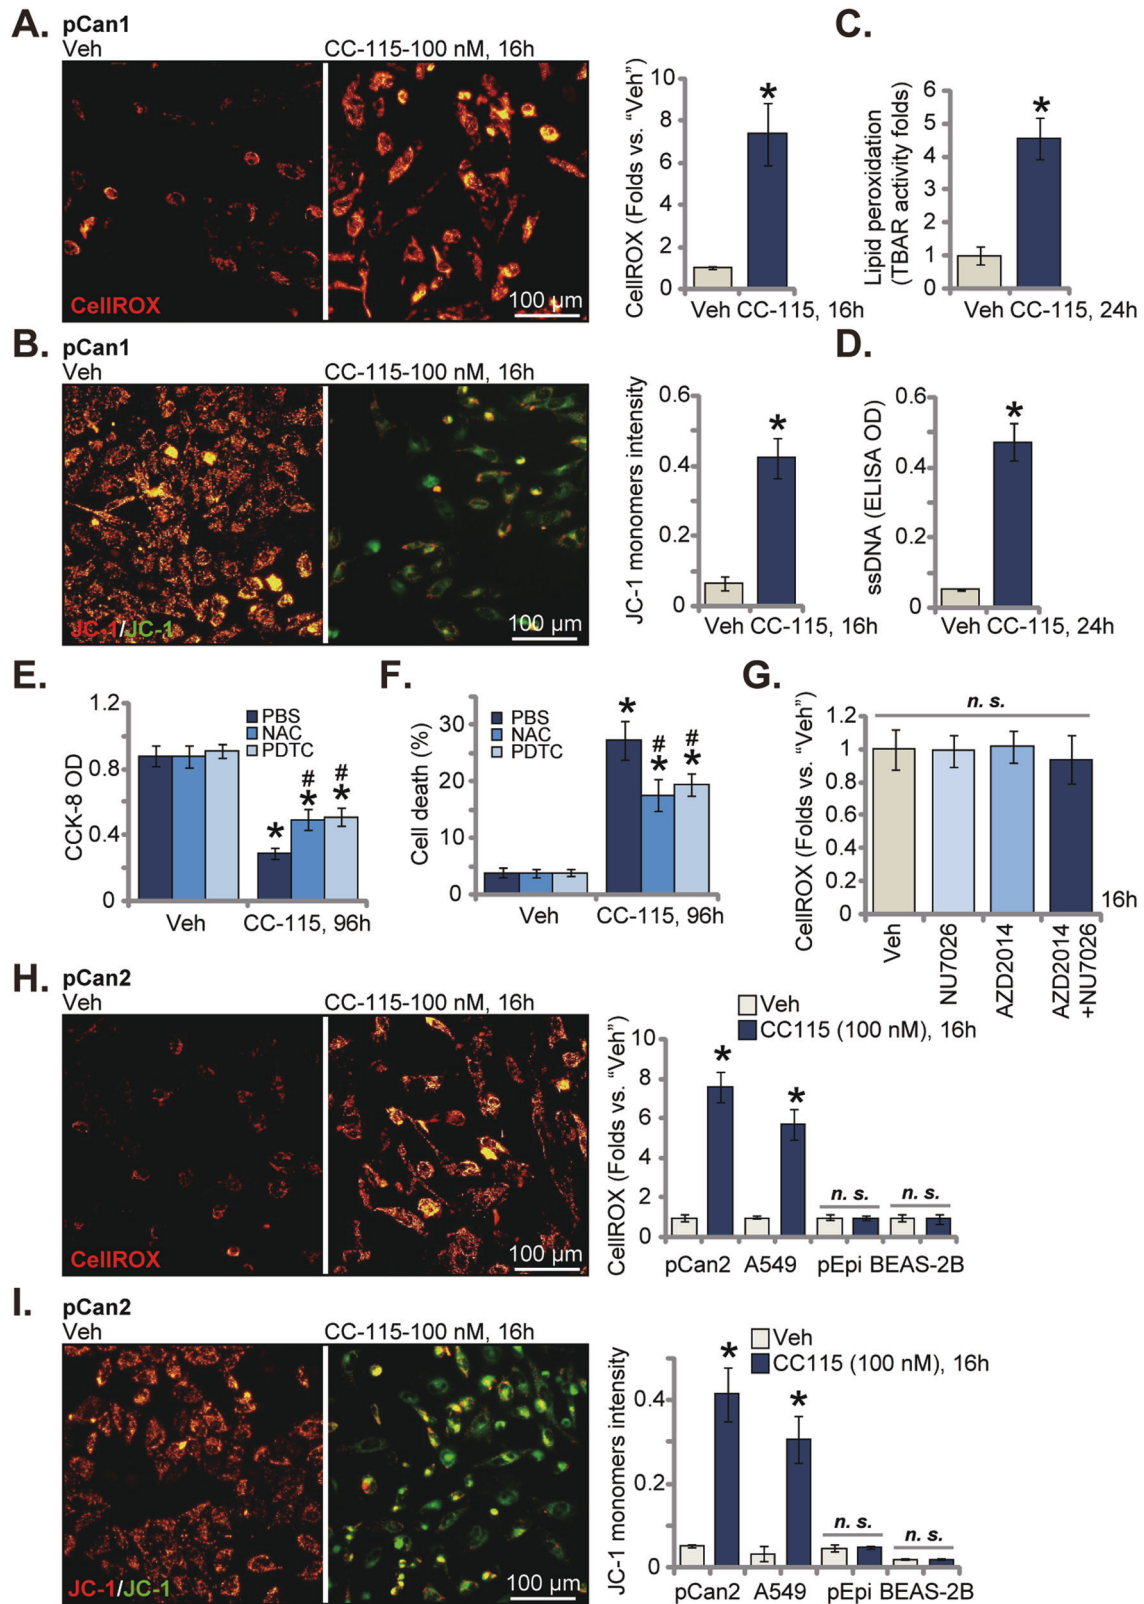 A.
pCan1
Veh
CC-115-100 nM, 16h
CellROX
100 µm
CellROX (Folds vs. “Veh”)
10
8
6
4
2
0
*
Veh CC-115, 16h
C.
Lipid peroxidation
(TBAR activity folds)
6
5
4
3
2
1
0
*
Veh CC-115, 24h
B.
pCan1
Veh
CC-115-100 nM, 16h
JC-1/JC-1
100 µm
JC-1 monomers intensity
0.6
0.4
0.2
0
*
Veh CC-115, 16h
D.
ssDNA (ELISA OD)
0.6
0.4
0.2
0
*
Veh CC-115, 24h
E.
CCK-8 OD
1.2
0.8
0.4
0
PBS
NAC
PDTC
# #
* * *
Veh
CC-115, 96h
F.
Cell death (%)
30
20
10
0
PBS
NAC
PDTC
* # #
* *
Veh
CC-115, 96h
G.
CellROX (Folds vs. “Veh”)
1.2
1
0.8
0.6
0.4
0.2
0
n. s.
16h
Veh
NU7026
AZD2014
AZD2014
+NU7026
H.
pCan2
Veh
CC-115-100 nM, 16h
CellROX
100 µm
Veh
CC115 (100 nM), 16h
CellROX (Folds vs. “Veh”)
10
8
6
4
2
0
* *
n. s. n. s.
pCan2 A549 pEpi BEAS-2B
I.
pCan2
Veh
CC-115-100 nM, 16h
JC-1/JC-1
100 µm
Veh
CC115 (100 nM), 16h
JC-1 monomers intensity
0.4
0.2
0
* *
n. s. n. s.
pCan2 A549 pEpi BEAS-2B